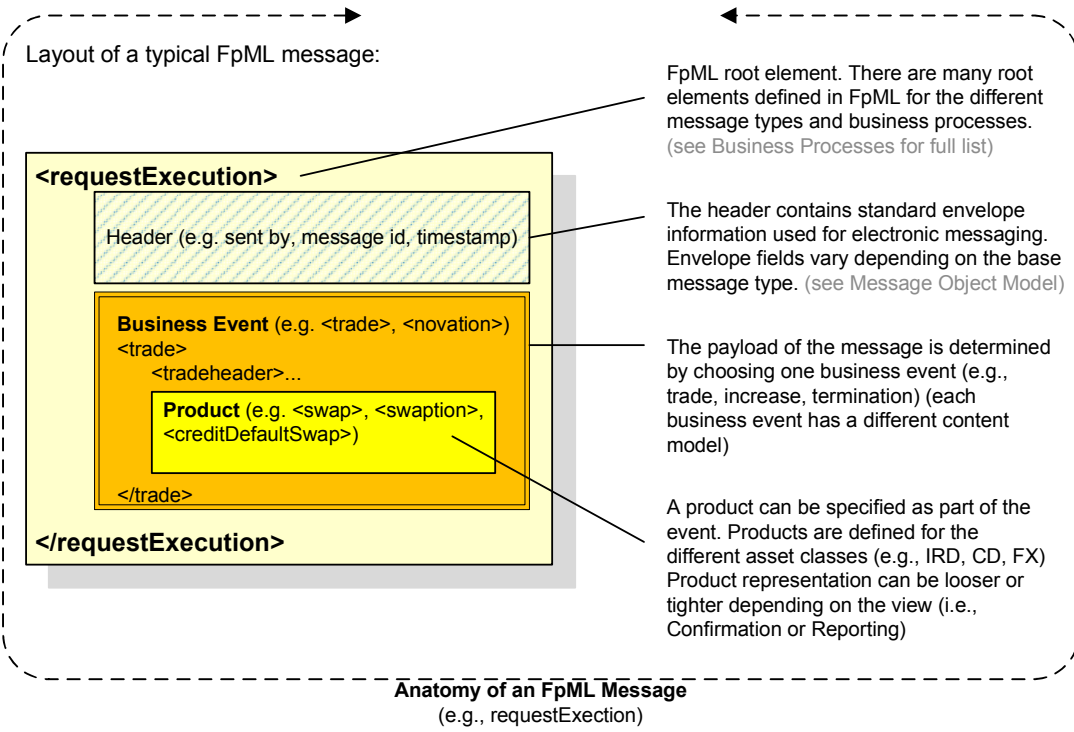 Layout of a typical FpML message:
<requestExecution>
Header (e.g. sent by, message id, timestamp)
Business Event (e.g. <trade>, <novation>)
<trade>
<tradeheader>...
Product (e.g. <swap>, <swaption>,
<creditDefaultSwap>)
</trade>
</requestExecution>
FpML root element. There are many root
elements defined in FpML for the different
message types and business processes.
(see Business Processes for full list)
The header contains standard envelope
information used for electronic messaging.
Envelope fields vary depending on the base
message type. (see Message Object Model)
The payload of the message is determined
by choosing one business event (e.g.,
trade, increase, termination) (each
business event has a different content
model)
A product can be specified as part of the
event. Products are defined for the
different asset classes (e.g., IRD, CD, FX)
Product representation can be looser or
tighter depending on the view (i.e.,
Confirmation or Reporting)
Anatomy of an FpML Message
(e.g., requestExection)